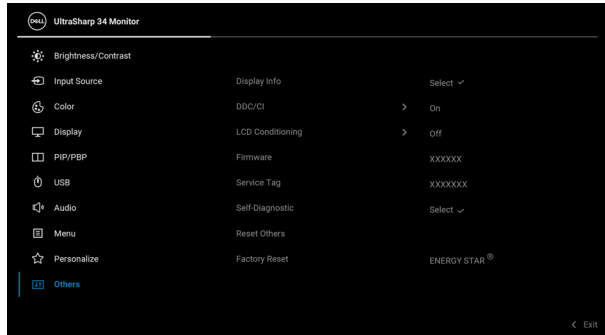 DELL UltraSharp 34 Monitor
Brightness/Contrast
Input Source Display Info Select ✓
Color DDC/CI > On
Display LCD Conditioning > Off
PIP/PBP Firmware XXXXXX
USB Service Tag XXXXXXX
Audio Self-Diagnostic Select ✓
Menu Reset Others
Personalize Factory Reset ENERGY STAR ®
Others
< Exit